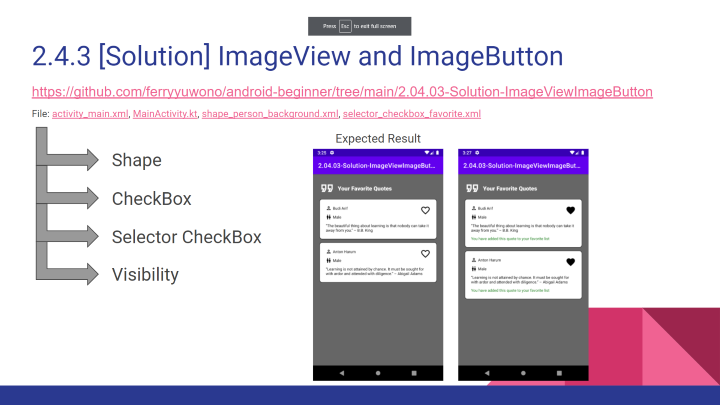 Press Esc to exit full screen
2.4.3 [Solution] ImageView and ImageButton
https://github.com/ferryyuwono/android-beginner/tree/main/2.04.03-Solution-ImageViewImageButton
File: activity_main.xml, MainActivity.kt, shape_person_background.xml, selector_checkbox_favorite.xml
Shape
CheckBox
Selector CheckBox
Visibility
Expected Result
3:25
2.04.03-Solution-ImageViewImageBut...
Your Favorite Quotes
Budi Arif
Male
"The beautiful thing about learning is that nobody can take it
away from you." – B.B. King
Anton Harum
Male
"Learning is not attained by chance. It must be sought for
with ardor and attended with diligence." – Abigail Adams
3:27
2.04.03-Solution-ImageViewImageBut...
Your Favorite Quotes
Budi Arif
Male
"The beautiful thing about learning is that nobody can take it
away from you." – B.B. King
You have added this quote to your favorite list
Anton Harum
Male
"Learning is not attained by chance. It must be sought for
with ardor and attended with diligence." – Abigail Adams
You have added this quote to your favorite list